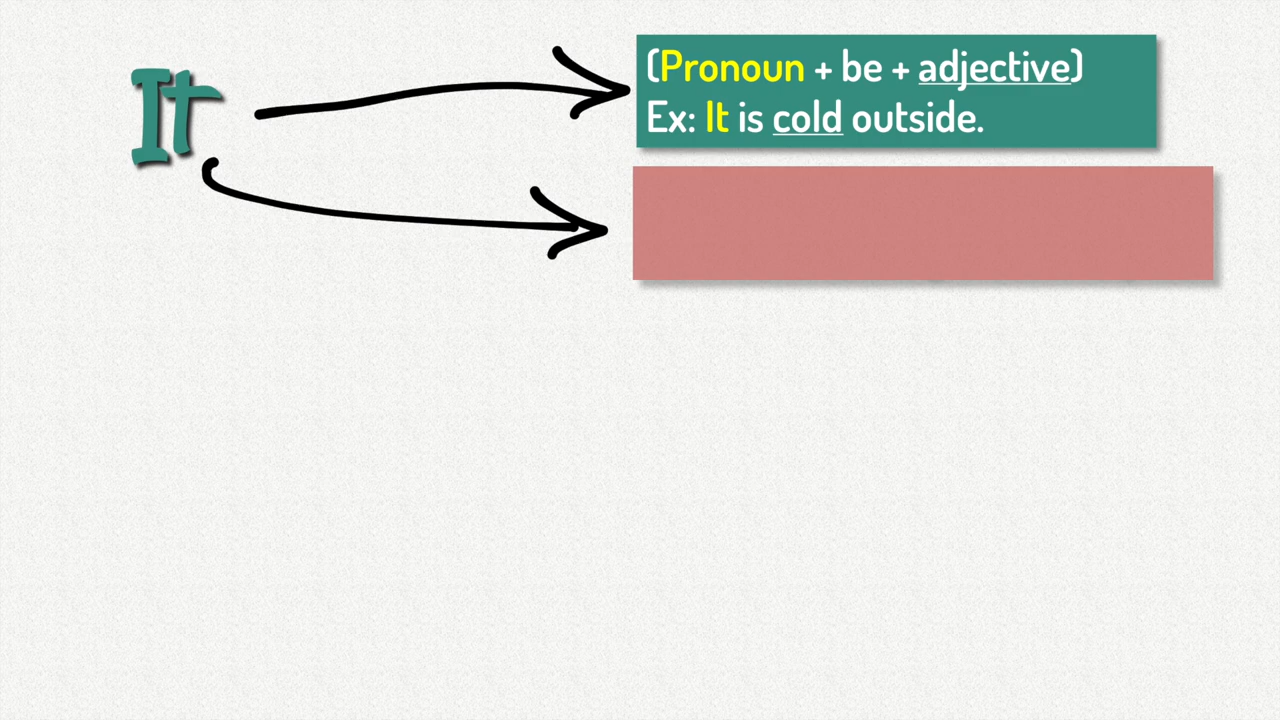 It
(Pronoun + be + adjective)
Ex: It is cold outside.